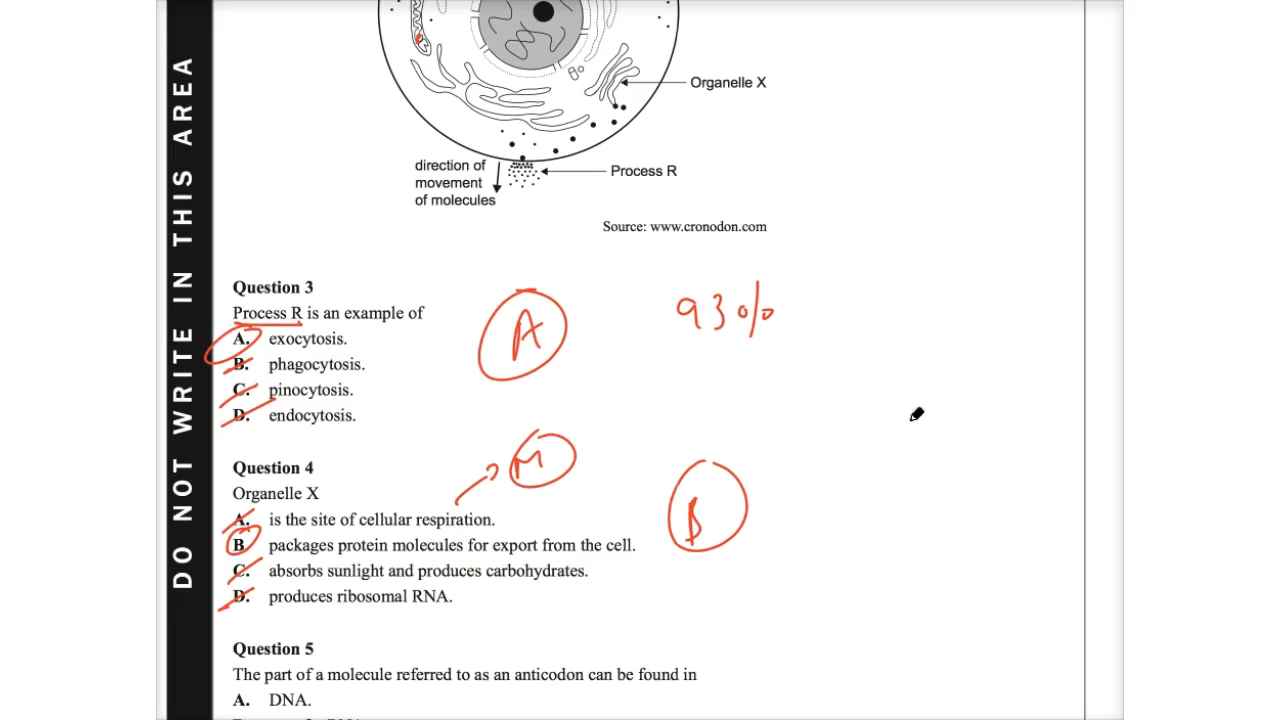 DO NOT WRITE IN THIS AREA
Organelle X
direction of
movement
of molecules
Process R
Source: www.cronodon.com
Question 3
Process R is an example of
A. exocytosis.
B. phagocytosis.
C. pinocytosis.
D. endocytosis.
A
93%
Question 4
Organelle X
A. is the site of cellular respiration.
B. packages protein molecules for export from the cell.
C. absorbs sunlight and produces carbohydrates.
D. produces ribosomal RNA.
M
B
Question 5
The part of a molecule referred to as an anticodon can be found in
A. DNA.